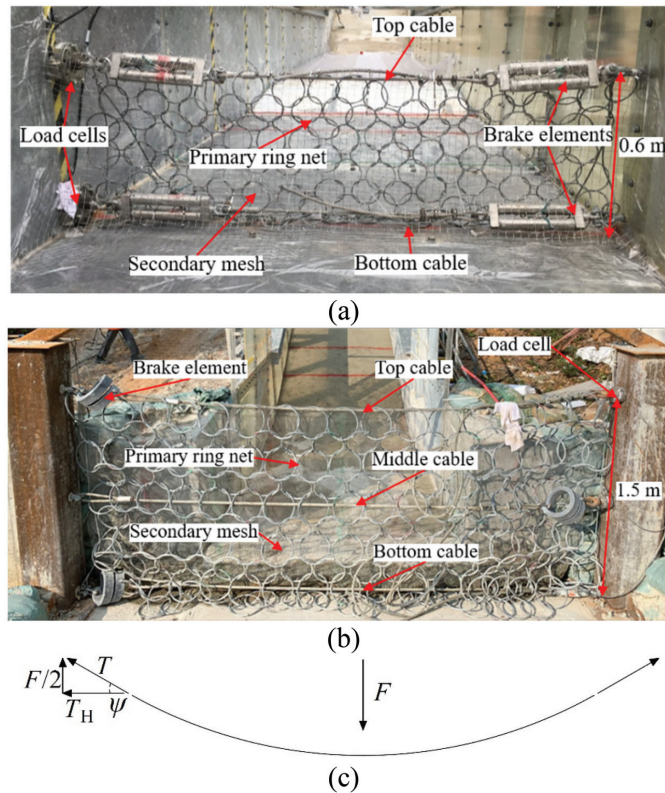 Top cable
Load cells
Brake elements
0.6 m
Primary ring net
Secondary mesh
Bottom cable
(a)
Load cell
Brake element
Top cable
Primary ring net
Middle cable
1.5 m
Secondary mesh
Bottom cable
(b)
F/2
T
F
T_H
ψ
(c)